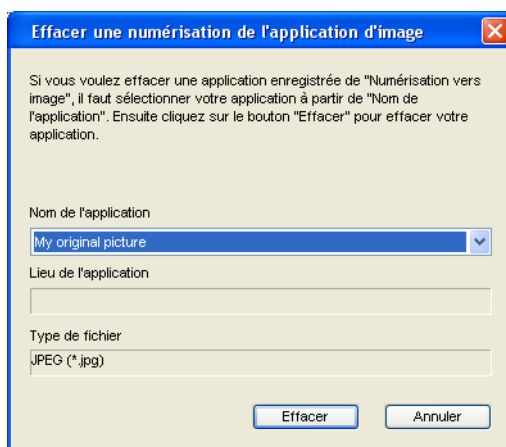 Effacer une numérisation de l'application d'image
Si vous voulez effacer une application enregistrée de "Numérisation vers
image", il faut sélectionner votre application à partir de "Nom de
l'application". Ensuite cliquez sur le bouton "Effacer" pour effacer votre
application.
Nom de l'application
My original picture
Lieu de l'application
Type de fichier
JPEG (*.jpg)
Effacer Annuler